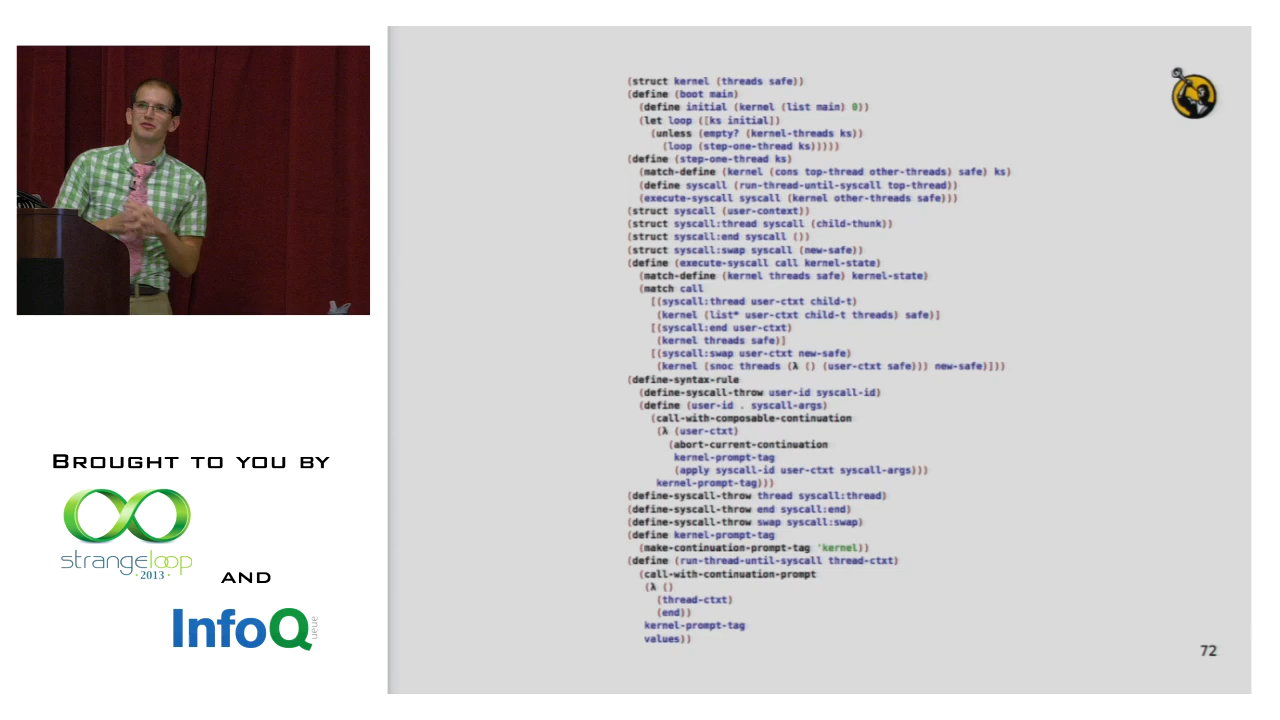 (struct kernel (threads safe))
(define (boot main)
(define initial (kernel (list main) 0))
(let loop ([ks initial])
(unless (empty? (kernel-threads ks))
(loop (step-one-thread ks)))))
(define (step-one-thread ks)
(match-define (kernel (cons top-thread other-threads) safe) ks)
(define syscall (run-thread-until-syscall top-thread))
(execute-syscall syscall (kernel other-threads safe)))
(struct syscall (user-context))
(struct syscall:thread syscall (child-thunk))
(struct syscall:end syscall ())
(struct syscall:swap syscall (new-safe))
(define (execute-syscall call kernel-state)
(match-define (kernel threads safe) kernel-state)
(match call
[(syscall:thread user-ctxt child-t)
(kernel (list* user-ctxt child-t threads) safe)]
[(syscall:end user-ctxt)
(kernel threads safe)]
[(syscall:swap user-ctxt new-safe)
(kernel (snoc threads (λ () (user-ctxt safe))) new-safe)]))
(define-syntax-rule
(define-syscall-throw user-id syscall-id)
(define (user-id . syscall-args)
(call-with-composable-continuation
(λ (user-ctxt)
(abort-current-continuation
kernel-prompt-tag
(apply syscall-id user-ctxt syscall-args)))
kernel-prompt-tag)))
(define-syscall-throw thread syscall:thread)
(define-syscall-throw end syscall:end)
(define-syscall-throw swap syscall:swap)
(define kernel-prompt-tag
(make-continuation-prompt-tag 'kernel))
(define (run-thread-until-syscall thread-ctxt)
(call-with-continuation-prompt
(λ ()
(thread-ctxt)
(end))
kernel-prompt-tag
values))
72
BROUGHT TO YOU BY
strangeloop
·2013·
AND
InfoQ
ueue